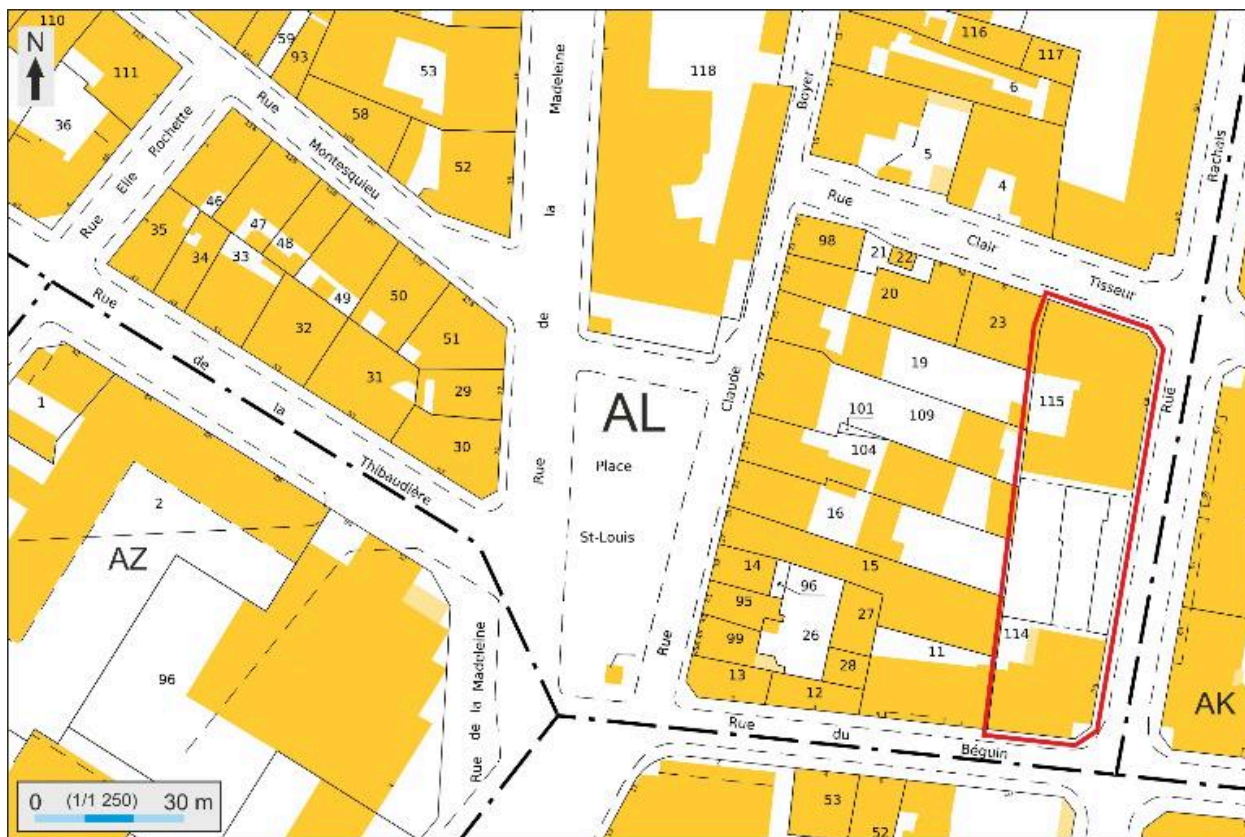 110
59
93
53
118
116
117
N
111
6
Rue
Madeleine
Boyer
36
58
Rochette
Montesquieu
52
5
Rachais
Elie
4
46
Rue
Rue
la
47
48
33
35
34
98
21
22
Clair
Tisseur
20
49
50
Rue
32
51
de
23
19
de
31
29
Claude
115
Rue
1
la
AL
101
109
30
104
Place
Thibaudière
Rue
2
16
St-Louis
AZ
14
96
15
95
27
99
26
114
11
Rue
28
96
13
12
AK
Rue de la Madeleine
Rue
du
Béguin
0
(1/1 250)
30 m
53
52